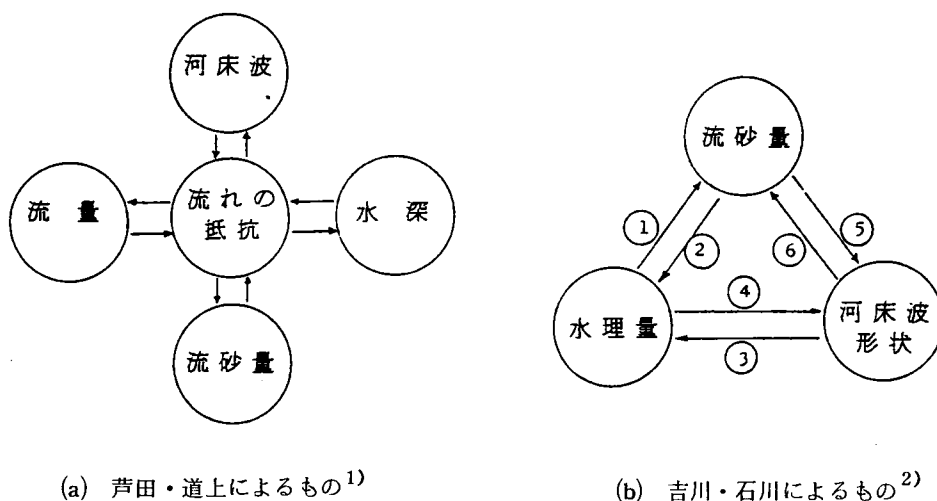 河床波
流量
流れの
抵抗
水深
流砂量
(a) 芦田・道上によるもの1)
流砂量
①
②
⑤
⑥
④
③
水理量
河床波
形状
(b) 吉川・石川によるもの2)